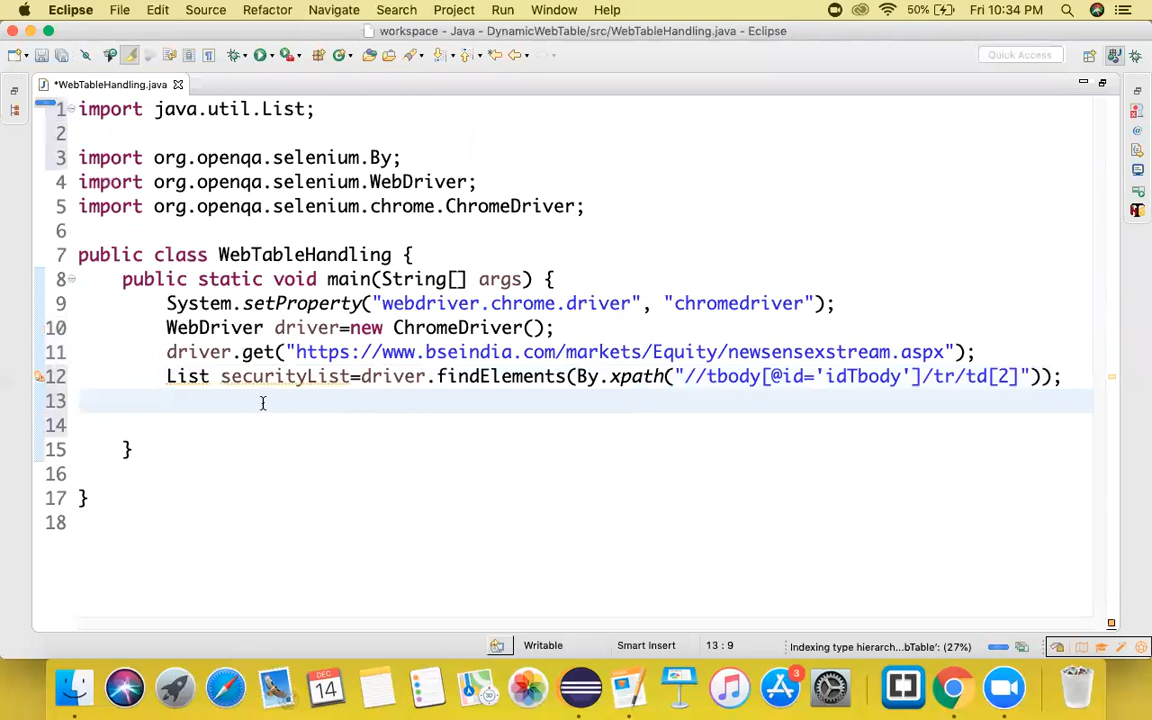 Eclipse File Edit Source Refactor Navigate Search Project Run Window Help 50% Fri 10:34 PM
workspace - Java - DynamicWebTable/src/WebTableHandling.java - Eclipse
Quick Access
*WebTableHandling.java
1 import java.util.List;
2
3 import org.openqa.selenium.By;
4 import org.openqa.selenium.WebDriver;
5 import org.openqa.selenium.chrome.ChromeDriver;
6
7 public class WebTableHandling {
8 public static void main(String[] args) {
9 System.setProperty("webdriver.chrome.driver", "chromedriver");
10 WebDriver driver=new ChromeDriver();
11 driver.get("https://www.bseindia.com/markets/Equity/newsensexstream.aspx");
12 List securityList=driver.findElements(By.xpath("//tbody[@id='idTbody']/tr/td[2]"));
13
14
15 }
16
17 }
18
Writable Smart Insert 13 : 9 Indexing type hierarch...bTable': (27%)
DEC
14
3